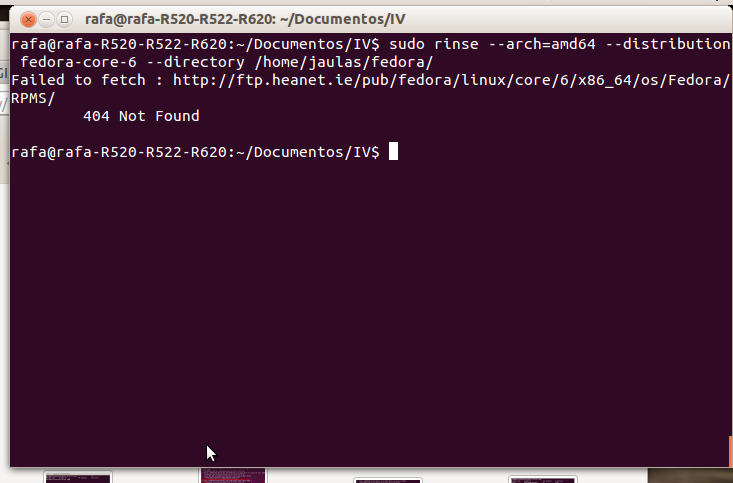 rafa@rafa-R520-R522-R620: ~/Documentos/IV
rafa@rafa-R520-R522-R620:~/Documentos/IV$ sudo rinse --arch=amd64 --distribution
fedora-core-6 --directory /home/jaulas/fedora/
Failed to fetch : http://ftp.heanet.ie/pub/fedora/linux/core/6/x86_64/os/Fedora/
RPMS/
404 Not Found
rafa@rafa-R520-R522-R620:~/Documentos/IV$